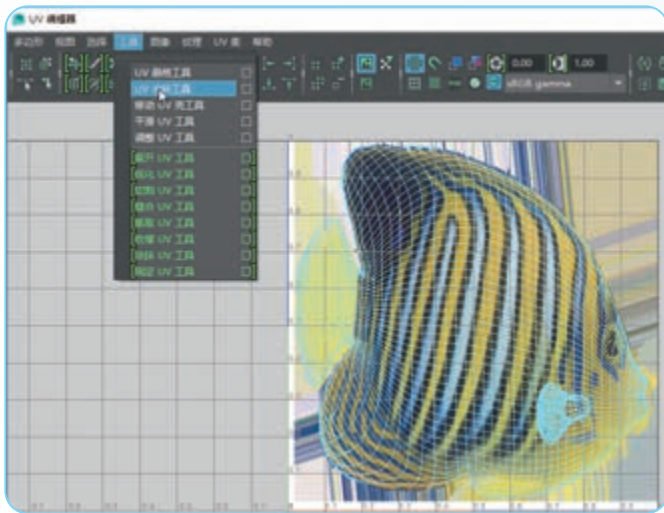 UV 编辑器
多边形 视图 选择 工具 图像 纹理 UV 集 帮助
0.00 1.00
sRGB gamma
UV 晶格工具
UV 工具
移动 UV 壳工具
平滑 UV 工具
调整 UV 工具
展开 UV 工具
优化 UV 工具
切割 UV 工具
缝合 UV 工具
抓取 UV 工具
收缩 UV 工具
涂抹 UV 工具
固定 UV 工具